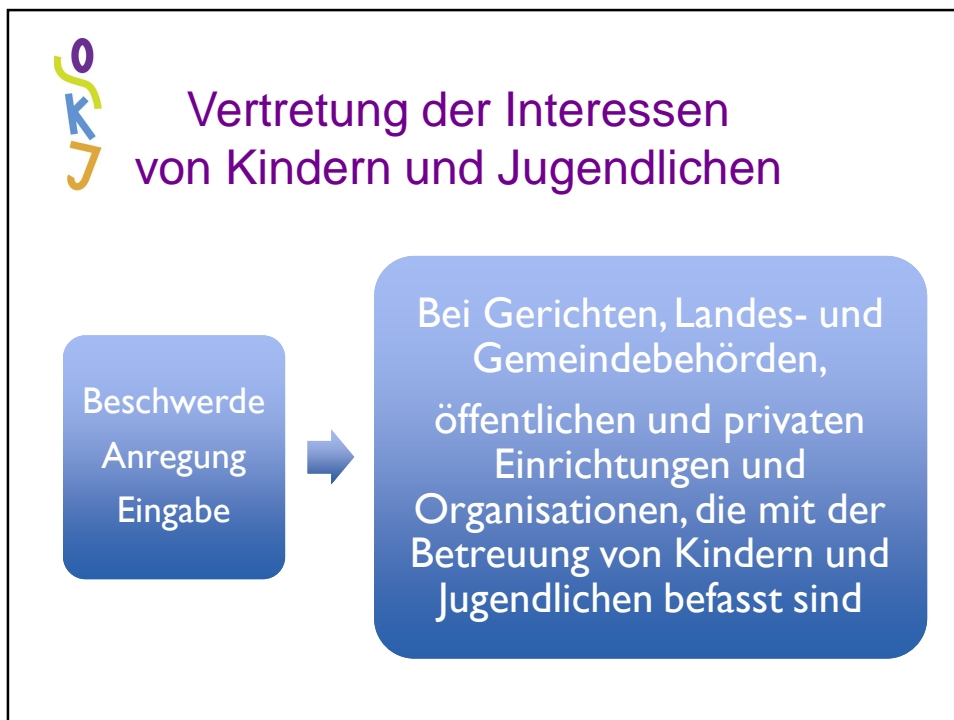 O
S
K
J
Vertretung der Interessen
von Kindern und Jugendlichen
Beschwerde
Anregung
Eingabe
Bei Gerichten, Landes- und
Gemeindebehörden,
öffentlichen und privaten
Einrichtungen und
Organisationen, die mit der
Betreuung von Kindern und
Jugendlichen befasst sind